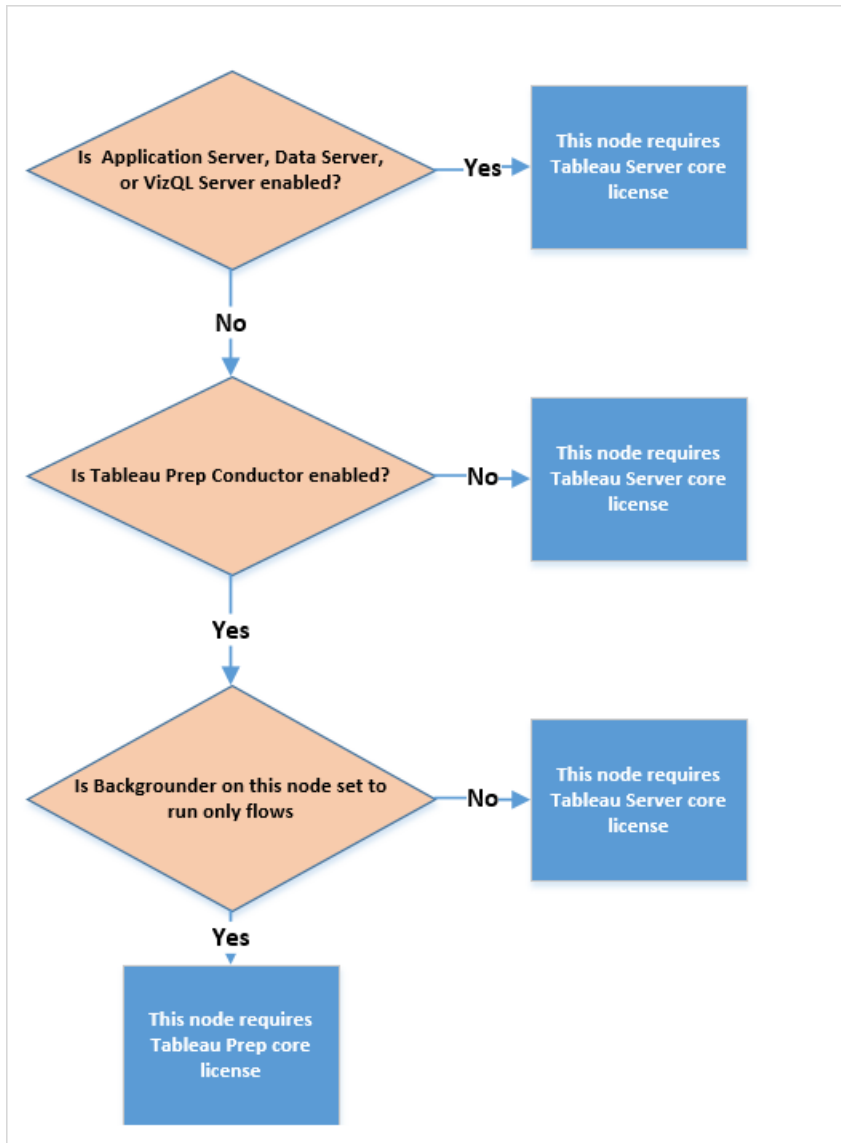 Is Application Server, Data Server,
or VizQL Server enabled?
Yes
This node requires
Tableau Server core
license
No
Is Tableau Prep Conductor enabled?
No
This node requires
Tableau Server core
license
Yes
Is Backgrounder on this node set to
run only flows
No
This node requires
Tableau Server core
license
Yes
This node requires
Tableau Prep core
license